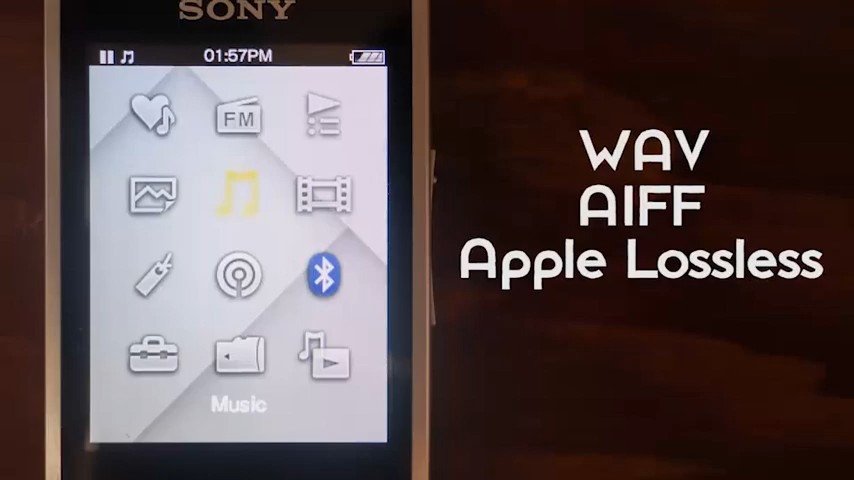 SONY
01:57PM
FM
Music
WAV
AIFF
Apple Lossless